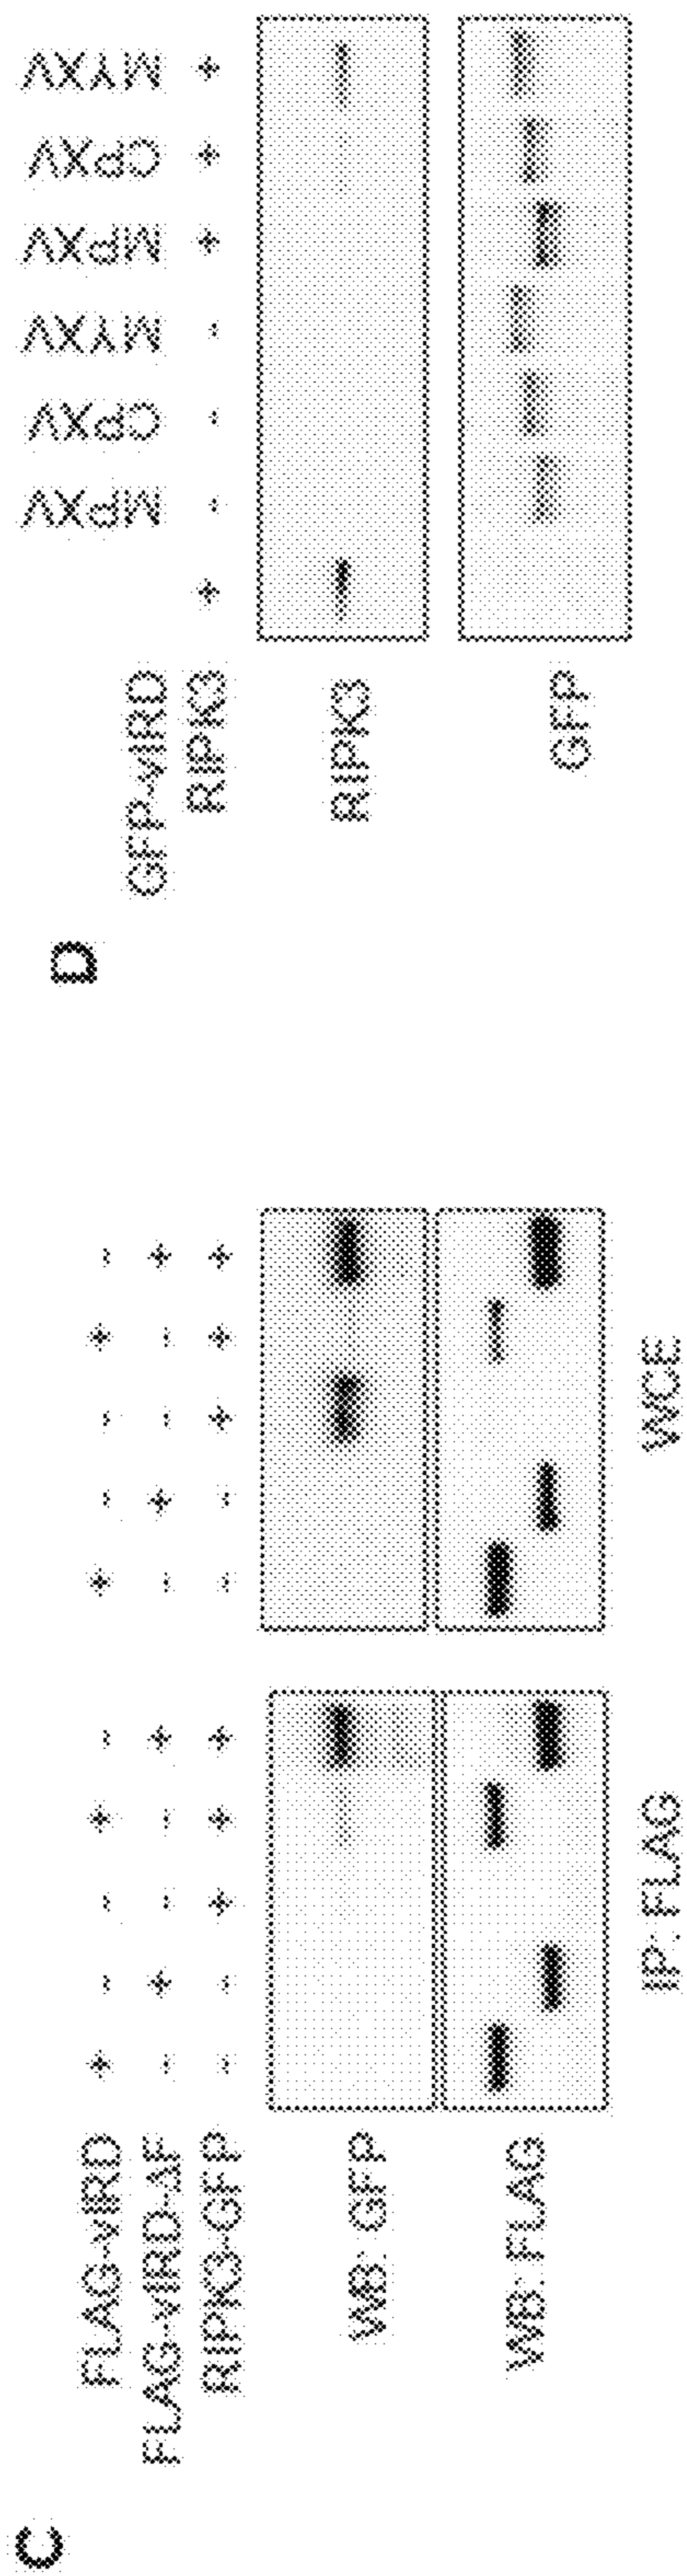 C
FLAG-vIRD + - - + - + - - + -
FLAG-vIRD-ΔF - + - - + - + - - +
RIPK3-GFP - - + + + - - + + +
WB: GFP
WB: FLAG
IP: FLAG WCE
D
GFP-vIRD MPXV CPXV MYXV MPXV CPXV MYXV
RIPK3 + - - - + + +
RIPK3
GFP